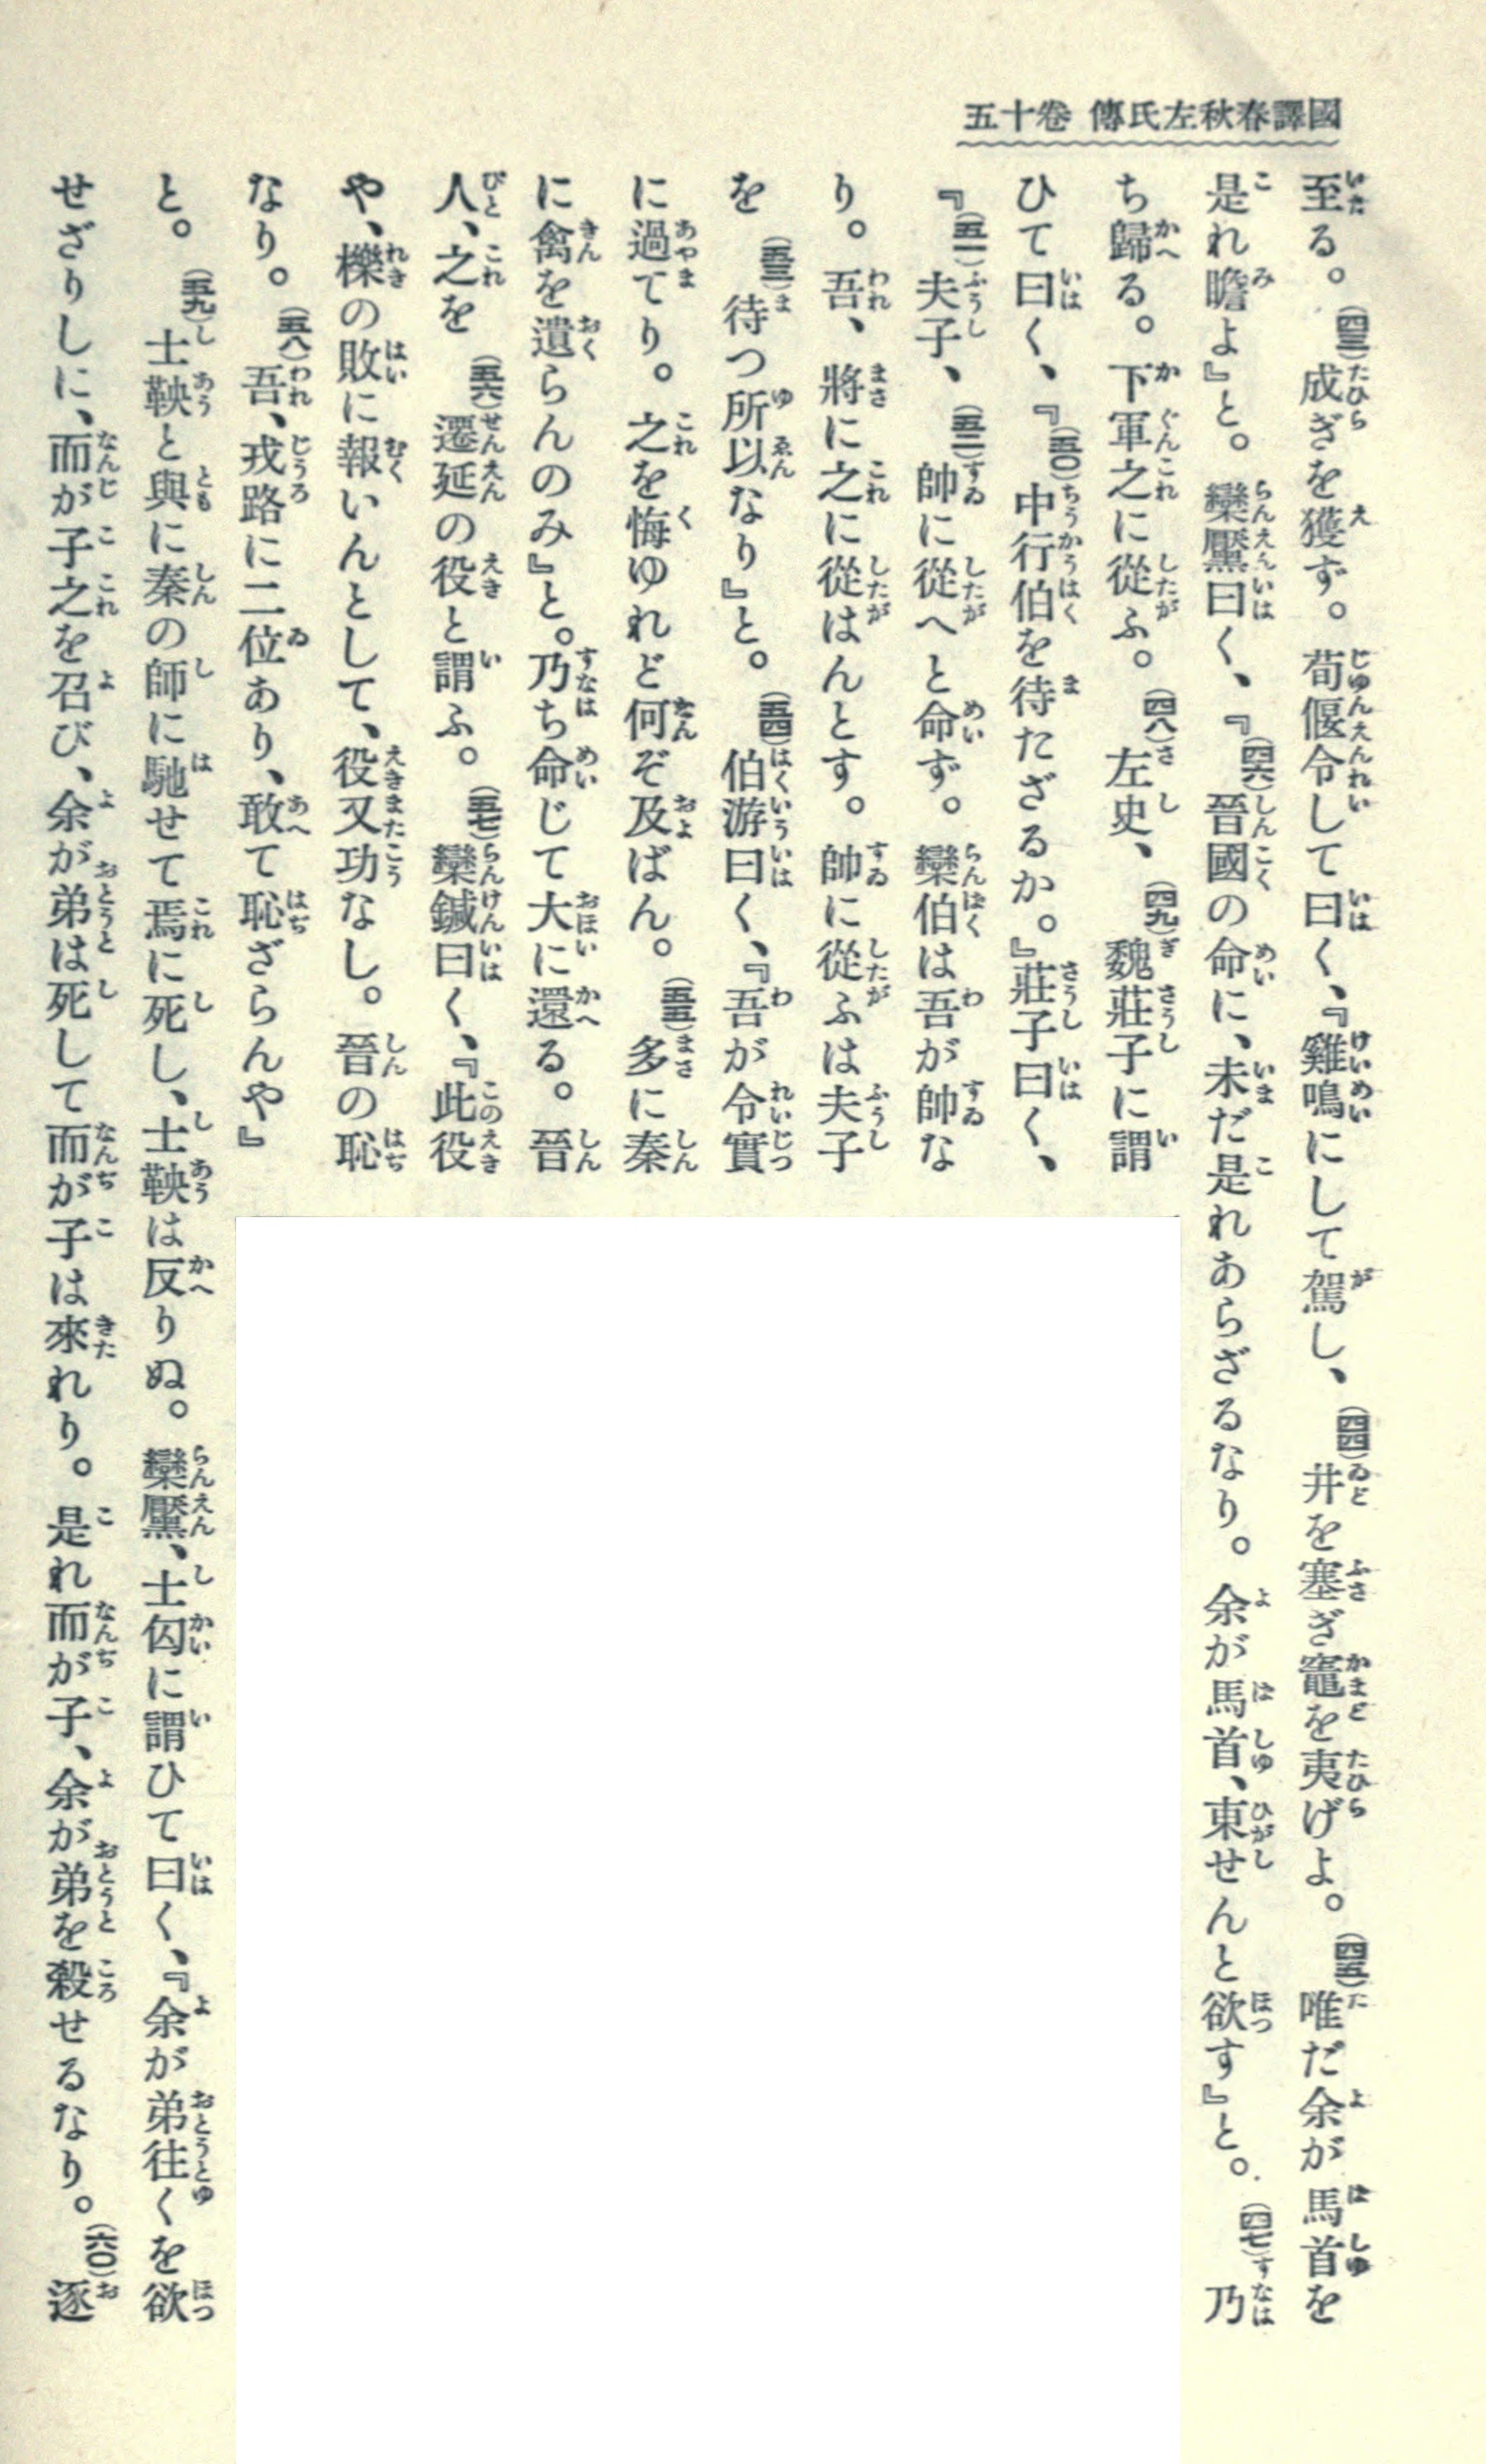 國譯春秋左氏傳 卷十五
至る。(四三)成ぎを獲ず。荀偃令して曰く、『雞鳴にして駕し、(四四)井を塞ぎ竈を夷げよ。(四五)唯だ余が馬首を
是れ瞻よ』と。欒黶曰く、『(四六)晉國の命に、未だ是れあらざるなり。余が馬首、東せんと欲す』と。(四七)乃
ち歸る。下軍之に從ふ。(四八)左史、(四九)魏莊子に謂
ひて曰く、『(五〇)中行伯を待たざるか。』莊子曰く、
『(五一)夫子、(五二)帥に從へと命ず。欒伯は吾が帥な
り。吾、將に之に從はんとす。帥に從ふは夫子
を(五三)待つ所以なり』と。(五四)伯游曰く、『吾が令實
に過てり。之を悔ゆれど何ぞ及ばん。(五五)多に秦
に禽を遺らんのみ』と。乃ち命じて大に還る。晉
人、之を(五六)遷延の役と謂ふ。(五七)欒鍼曰く、『此役
や、櫟の敗に報いんとして、役又功なし。晉の恥
なり。(五八)吾、戎路に二位あり、敢て恥ざらんや』
と。(五九)士鞅と與に秦の師に馳せて焉に死し、士鞅は反りぬ。欒黶、士匃に謂ひて曰く、『余が弟往くを欲
せざりしに、而が子之を召び、余が弟は死して而が子は來れり。是れ而が子、余が弟を殺せるなり。(六〇)逐